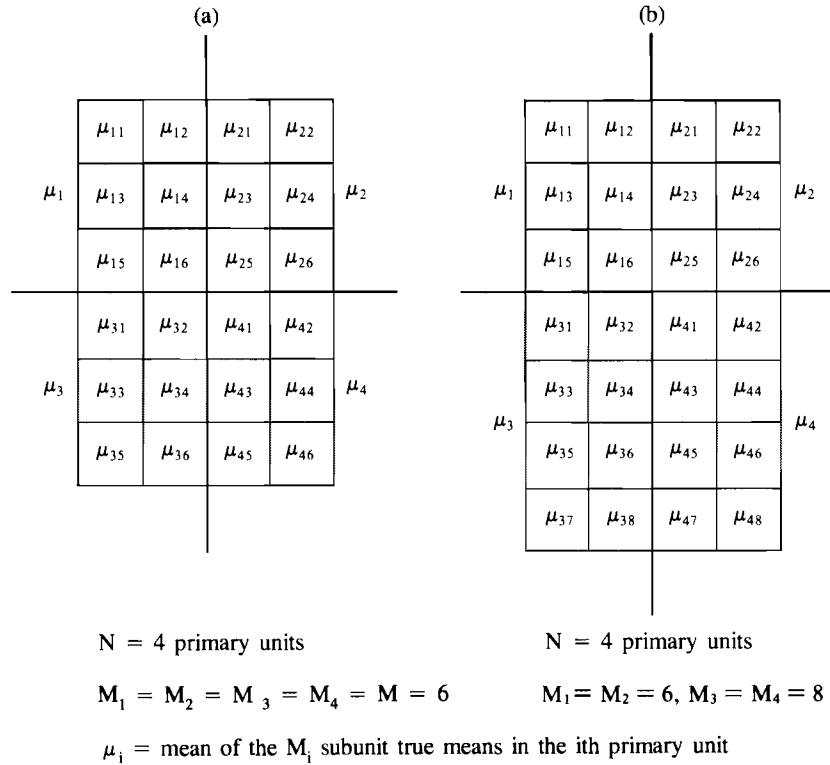 (a) (b)
μ11 μ12 μ21 μ22 μ11 μ12 μ21 μ22
μ1 μ13 μ14 μ23 μ24 μ2 μ1 μ13 μ14 μ23 μ24 μ2
μ15 μ16 μ25 μ26 μ15 μ16 μ25 μ26
μ31 μ32 μ41 μ42 μ31 μ32 μ41 μ42
μ3 μ33 μ34 μ43 μ44 μ4 μ33 μ34 μ43 μ44
μ35 μ36 μ45 μ46 μ3 μ35 μ36 μ45 μ46 μ4
μ37 μ38 μ47 μ48
N = 4 primary units N = 4 primary units
M1 = M2 = M3 = M4 = M = 6 M1 = M2 = 6, M3 = M4 = 8
μi = mean of the Mi subunit true means in the ith primary unit